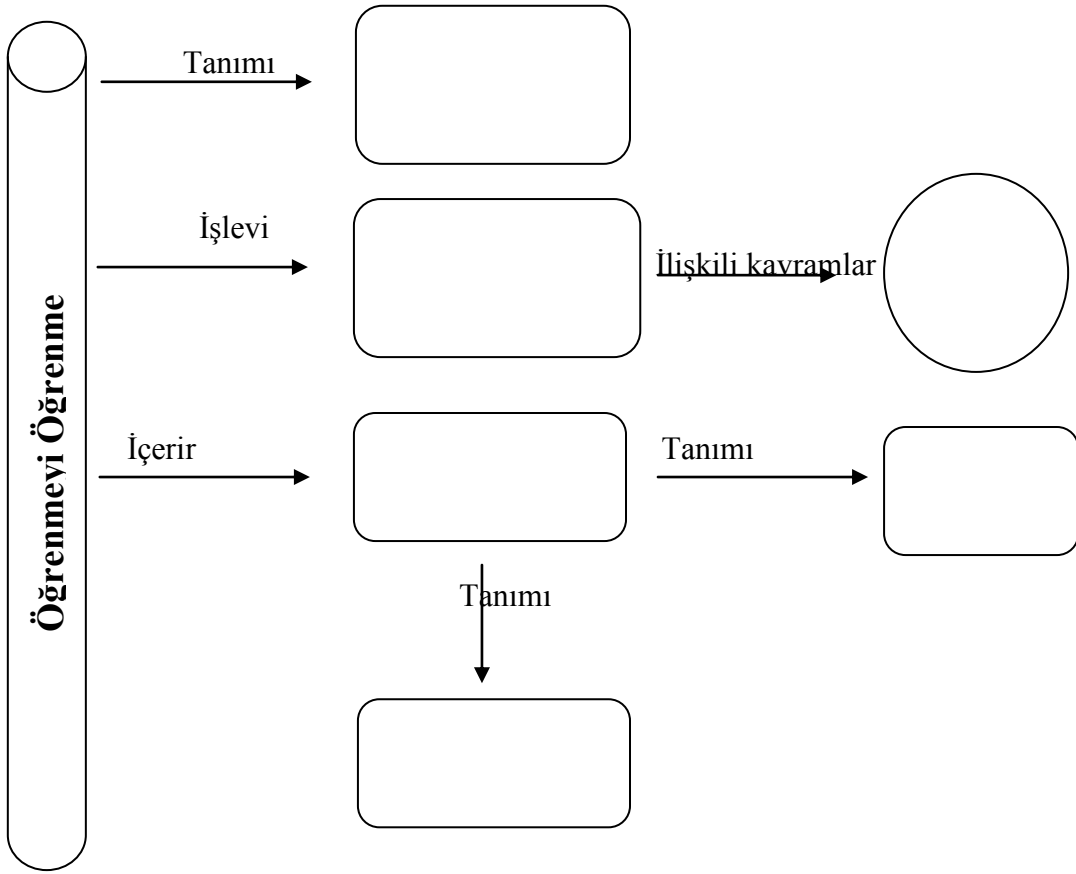 Öğrenmeyi Öğrenme
Tanımı
İşlevi
İlişkili kavramlar
İçerir
Tanımı
Tanımı